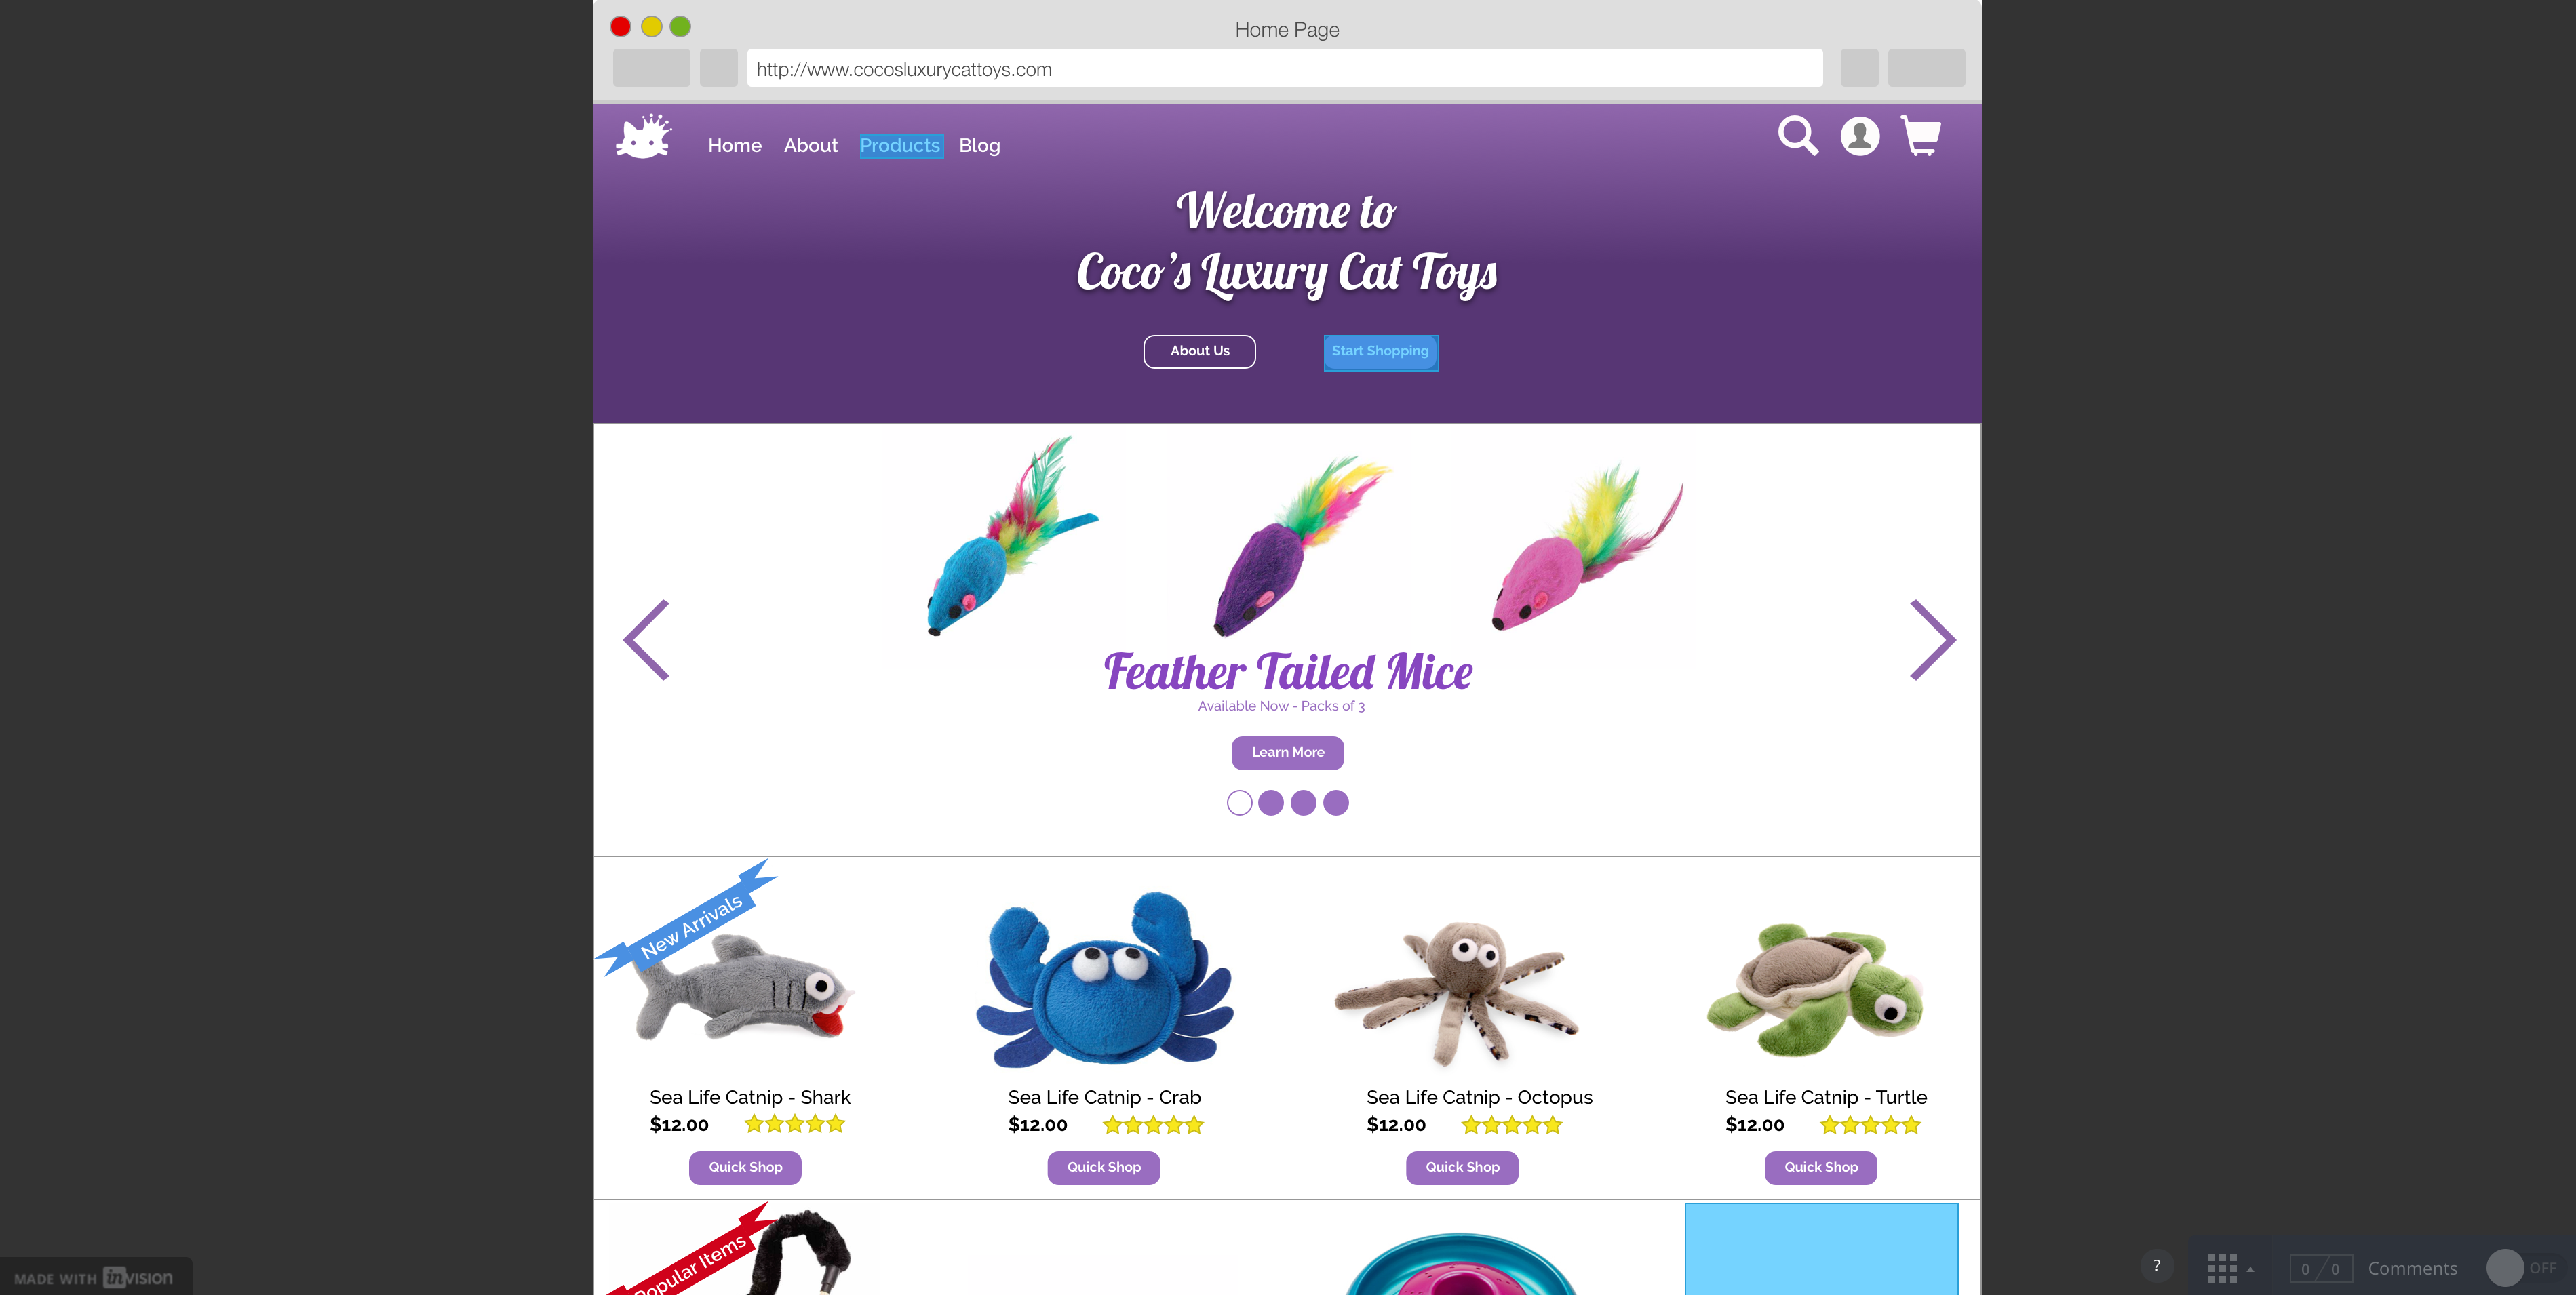 Home Page
http://www.cocosluxurycattoys.com
Home About Products Blog
Welcome to
Coco's Luxury Cat Toys
About Us Start Shopping
Feather Tailed Mice
Available Now - Packs of 3
Learn More
New Arrivals
Sea Life Catnip - Shark Sea Life Catnip - Crab Sea Life Catnip - Octopus Sea Life Catnip - Turtle
$12.00 $12.00 $12.00 $12.00
Quick Shop Quick Shop Quick Shop Quick Shop
Popular Items
MADE WITH inVISION
? 0 / 0 Comments OFF